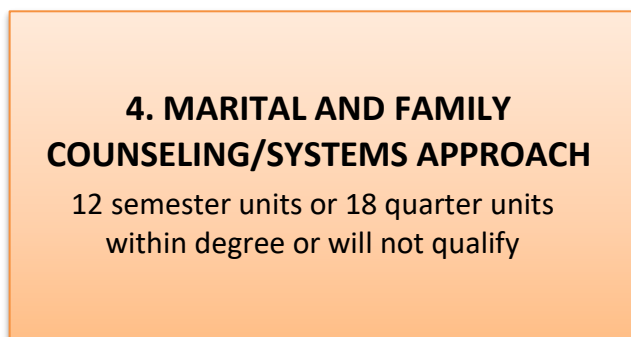 4. MARITAL AND FAMILY
COUNSELING/SYSTEMS APPROACH
12 semester units or 18 quarter units
within degree or will not qualify